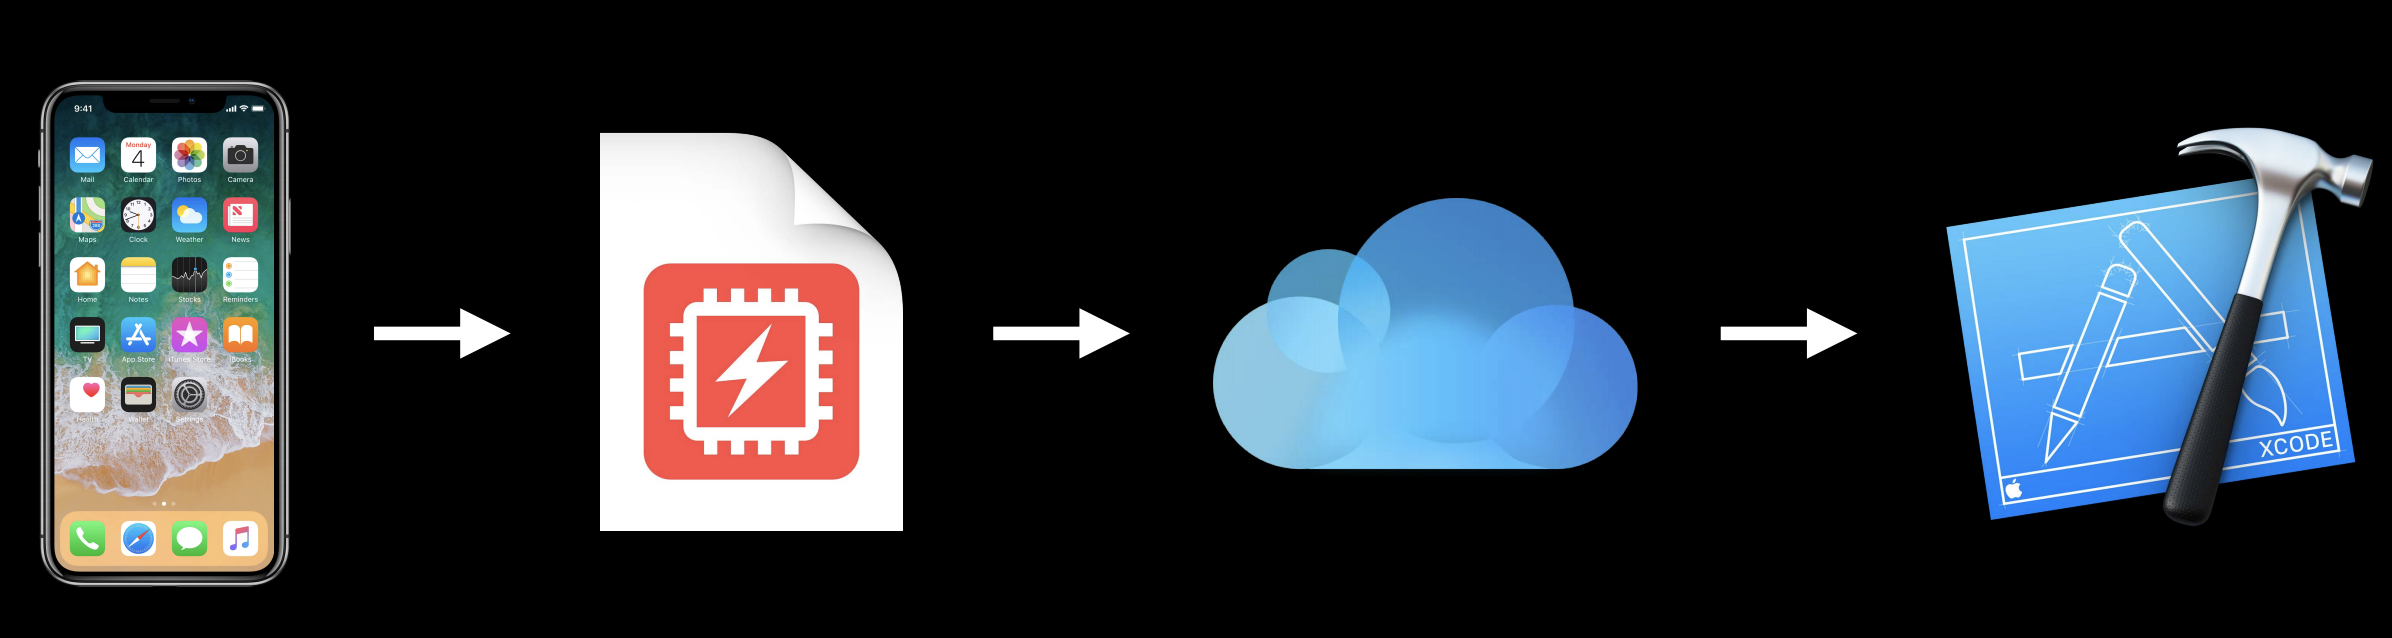 9:41
Monday
4
Mail Calendar Photos Camera
Maps Clock Weather News
Home Notes Stocks Reminders
TV App Store iTunes Store iBooks
Health Wallet Settings
XCODE